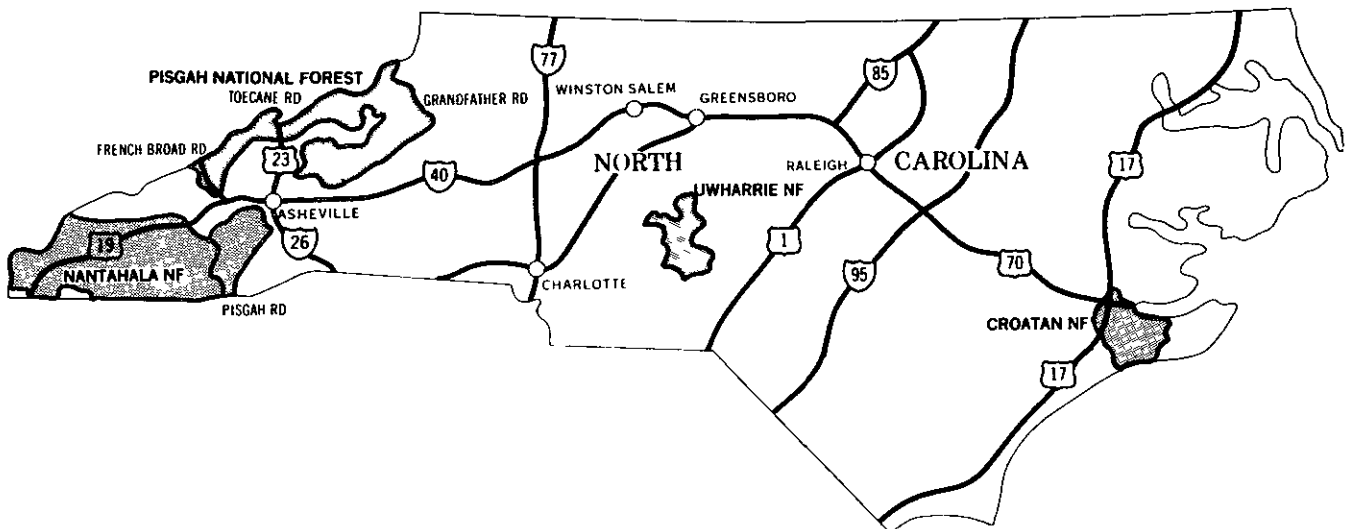 77
PISGAH NATIONAL FOREST
TOECANE RD
GRANDFATHER RD
WINSTON SALEM
GREENSBORO
85
FRENCH BROAD RD
23
40
NORTH CAROLINA
RALEIGH
17
UWHARRIE NF
ASHEVILLE
19
26
1
NANTAHALA NF
CHARLOTTE
95
70
PISGAH RD
CROATAN NF
17